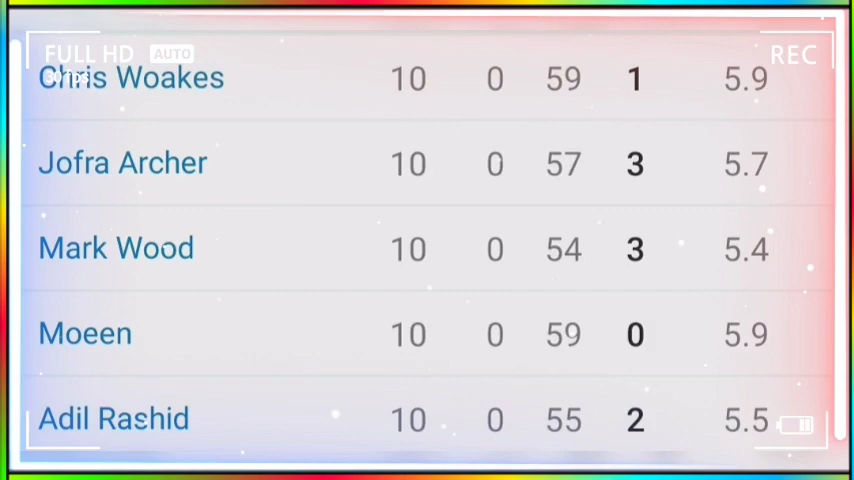 FULL HD AUTO
REC
30 fps
Chris Woakes 10 0 59 1 5.9
Jofra Archer 10 0 57 3 5.7
Mark Wood 10 0 54 3 5.4
Moeen 10 0 59 0 5.9
Adil Rashid 10 0 55 2 5.5